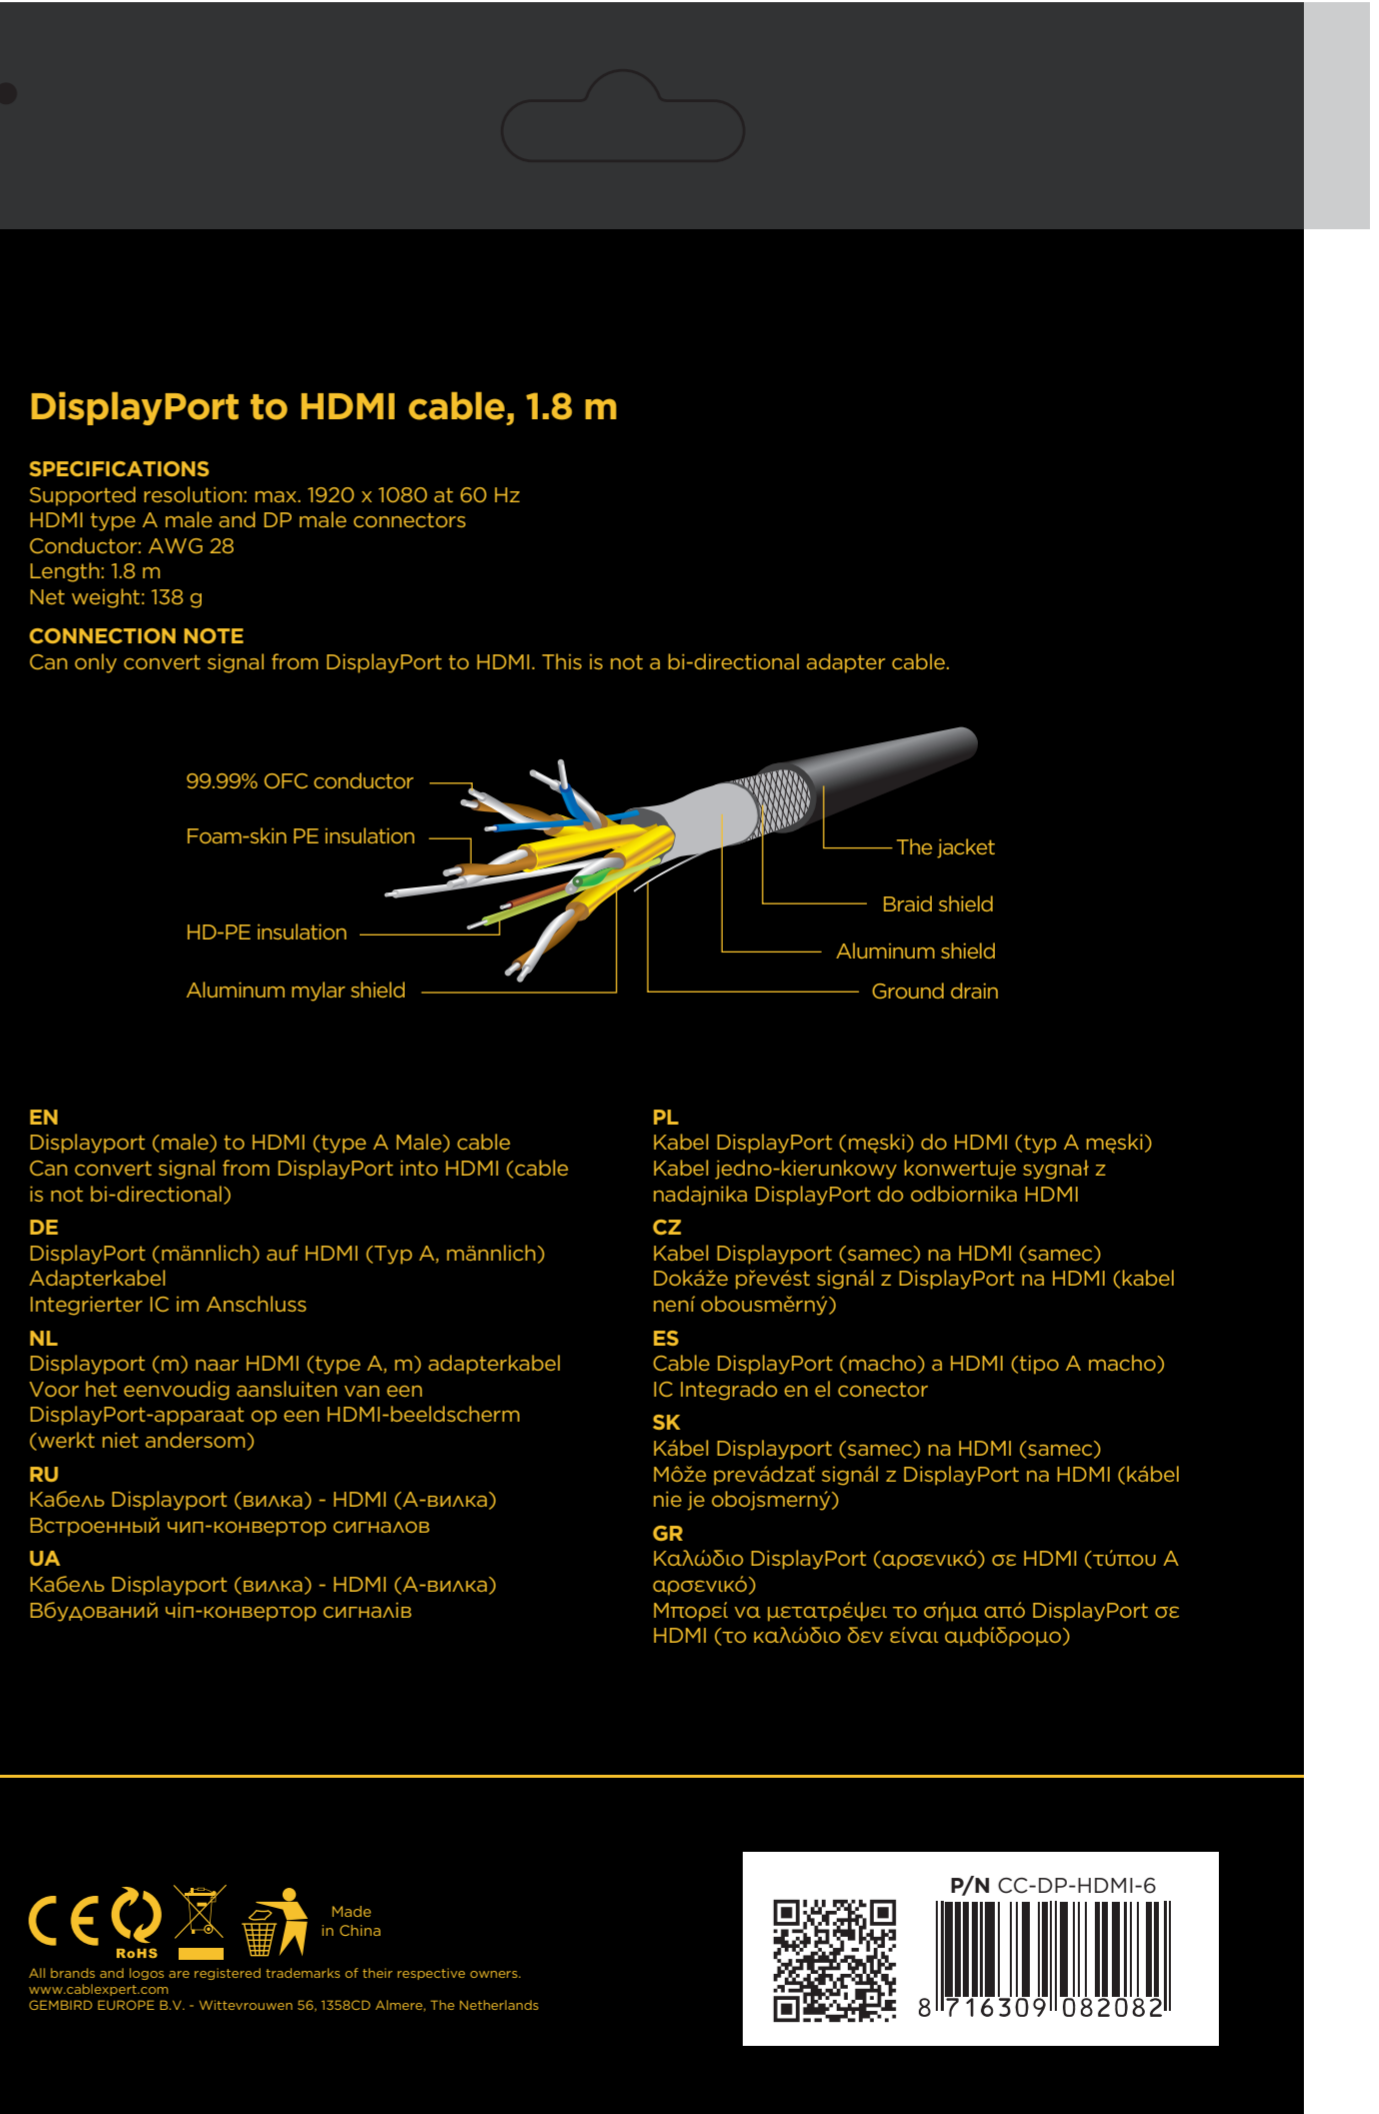 DisplayPort to HDMI cable, 1.8 m
SPECIFICATIONS
Supported resolution: max. 1920 x 1080 at 60 Hz
HDMI type A male and DP male connectors
Conductor: AWG 28
Length: 1.8 m
Net weight: 138 g
CONNECTION NOTE
Can only convert signal from DisplayPort to HDMI. This is not a bi-directional adapter cable.
99.99% OFC conductor
Foam-skin PE insulation
HD-PE insulation
Aluminum mylar shield
The jacket
Braid shield
Aluminum shield
Ground drain
EN
Displayport (male) to HDMI (type A Male) cable
Can convert signal from DisplayPort into HDMI (cable
is not bi-directional)
DE
DisplayPort (männlich) auf HDMI (Typ A, männlich)
Adapterkabel
Integrierter IC im Anschluss
NL
Displayport (m) naar HDMI (type A, m) adapterkabel
Voor het eenvoudig aansluiten van een
DisplayPort-apparaat op een HDMI-beeldscherm
(werkt niet andersom)
RU
Кабель Displayport (вилка) - HDMI (A-вилка)
Встроенный чип-конвертор сигналов
UA
Кабель Displayport (вилка) - HDMI (A-вилка)
Вбудований чіп-конвертор сигналів
PL
Kabel DisplayPort (męski) do HDMI (typ A męski)
Kabel jedno-kierunkowy konwertuje sygnał z
nadajnika DisplayPort do odbiornika HDMI
CZ
Kabel Displayport (samec) na HDMI (samec)
Dokáže převést signál z DisplayPort na HDMI (kabel
není obousměrný)
ES
Cable DisplayPort (macho) a HDMI (tipo A macho)
IC Integrado en el conector
SK
Kábel Displayport (samec) na HDMI (samec)
Môže prevádzať signál z DisplayPort na HDMI (kábel
nie je obojsmerný)
GR
Καλώδιο DisplayPort (αρσενικό) σε HDMI (τύπου A
αρσενικό)
Μπορεί να μετατρέψει το σήμα από DisplayPort σε
HDMI (το καλώδιο δεν είναι αμφίδρομο)
CE
RoHS
Made
in China
All brands and logos are registered trademarks of their respective owners.
www.cablexpert.com
GEMBIRD EUROPE B.V. - Wittevrouwen 56, 1358CD Almere, The Netherlands
P/N CC-DP-HDMI-6
8 716309 082082